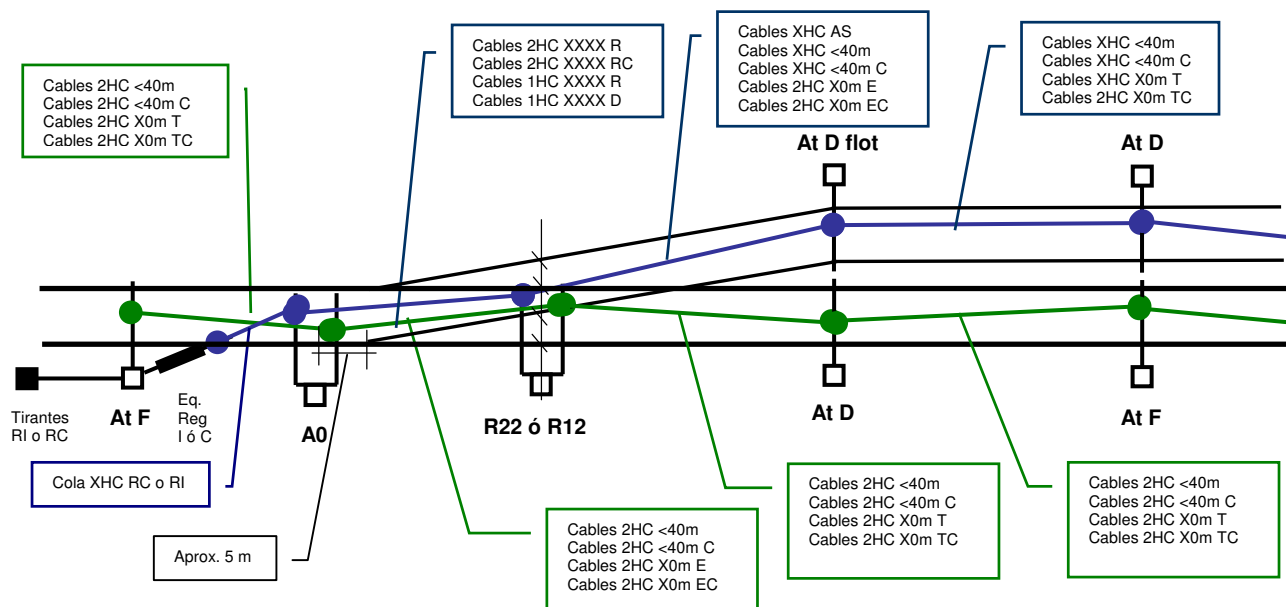 Cables 2HC <40m
Cables 2HC <40m C
Cables 2HC X0m T
Cables 2HC X0m TC
Cables 2HC XXXX R
Cables 2HC XXXX RC
Cables 1HC XXXX R
Cables 1HC XXXX D
Cables XHC AS
Cables XHC <40m
Cables XHC <40m C
Cables 2HC X0m E
Cables 2HC X0m EC
Cables XHC <40m
Cables XHC <40m C
Cables XHC X0m T
Cables 2HC X0m TC
At D flot
At D
Tirantes
RI o RC
At F
Eq.
Reg
I ó C
A0
R22 ó R12
At D
At F
Cola XHC RC o RI
Aprox. 5 m
Cables 2HC <40m
Cables 2HC <40m C
Cables 2HC X0m E
Cables 2HC X0m EC
Cables 2HC <40m
Cables 2HC <40m C
Cables 2HC X0m T
Cables 2HC X0m TC
Cables 2HC <40m
Cables 2HC <40m C
Cables 2HC X0m T
Cables 2HC X0m TC